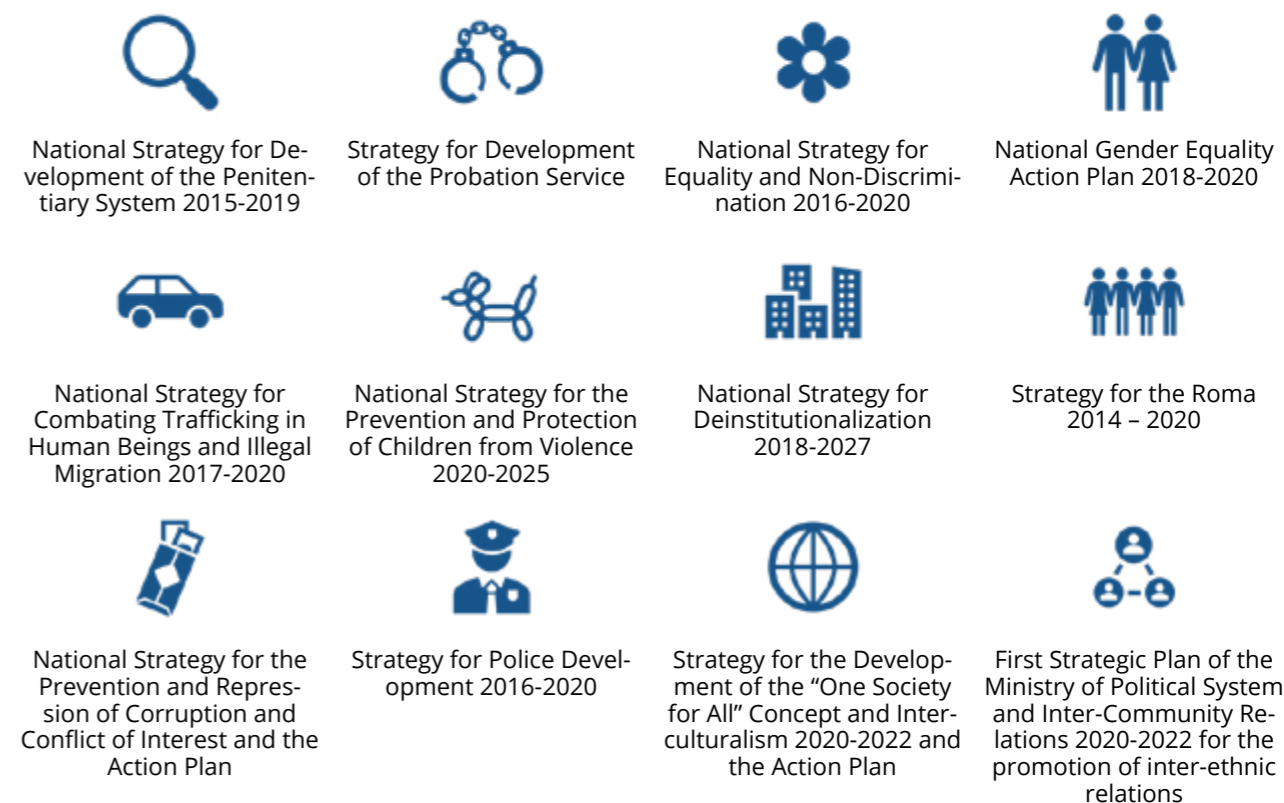 National Strategy for De-
velopment of the Peniten-
tiary System 2015-2019
Strategy for Development
of the Probation Service
National Strategy for
Equality and Non-Discrimi-
nation 2016-2020
National Gender Equality
Action Plan 2018-2020
National Strategy for
Combating Trafficking in
Human Beings and Illegal
Migration 2017-2020
National Strategy for the
Prevention and Protection
of Children from Violence
2020-2025
National Strategy for
Deinstitutionalization
2018-2027
Strategy for the Roma
2014 – 2020
National Strategy for the
Prevention and Repres-
sion of Corruption and
Conflict of Interest and the
Action Plan
Strategy for Police Devel-
opment 2016-2020
Strategy for the Develop-
ment of the “One Society
for All” Concept and Inter-
culturalism 2020-2022 and
the Action Plan
First Strategic Plan of the
Ministry of Political System
and Inter-Community Re-
lations 2020-2022 for the
promotion of inter-ethnic
relations